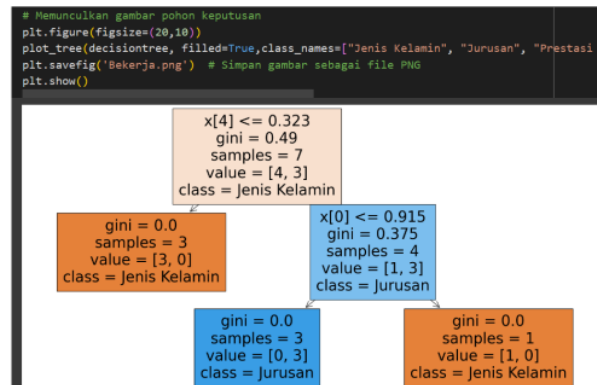 # Memunculkan gambar pohon keputusan
plt.figure(figsize=(20,10))
plot_tree(decisiontree, filled=True,class_names=["Jenis Kelamin", "Jurusan", "Prestasi
plt.savefig('Bekerja.png')  # Simpan gambar sebagai file PNG
plt.show()
x[4] <= 0.323
gini = 0.49
samples = 7
value = [4, 3]
class = Jenis Kelamin
gini = 0.0
samples = 3
value = [3, 0]
class = Jenis Kelamin
x[0] <= 0.915
gini = 0.375
samples = 4
value = [1, 3]
class = Jurusan
gini = 0.0
samples = 3
value = [0, 3]
class = Jurusan
gini = 0.0
samples = 1
value = [1, 0]
class = Jenis Kelamin